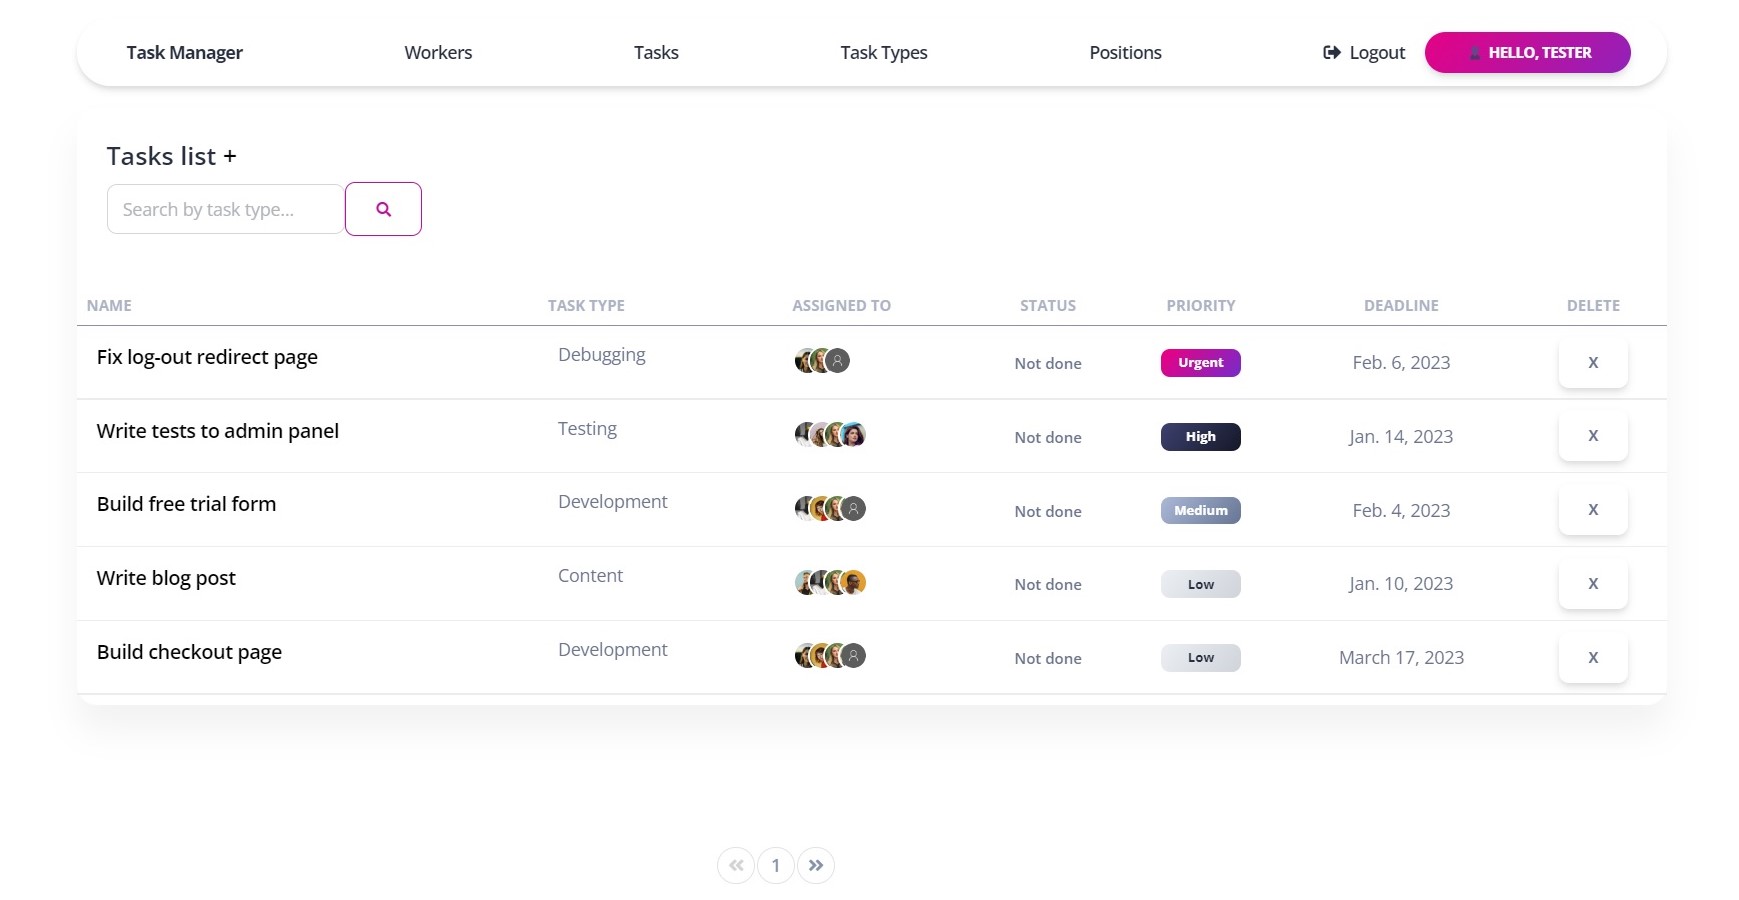 Task Manager Workers Tasks Task Types Positions Logout HELLO, TESTER
Tasks list +
Search by task type...
NAME TASK TYPE ASSIGNED TO STATUS PRIORITY DEADLINE DELETE
Fix log-out redirect page Debugging Not done Urgent Feb. 6, 2023 X
Write tests to admin panel Testing Not done High Jan. 14, 2023 X
Build free trial form Development Not done Medium Feb. 4, 2023 X
Write blog post Content Not done Low Jan. 10, 2023 X
Build checkout page Development Not done Low March 17, 2023 X
« 1 »